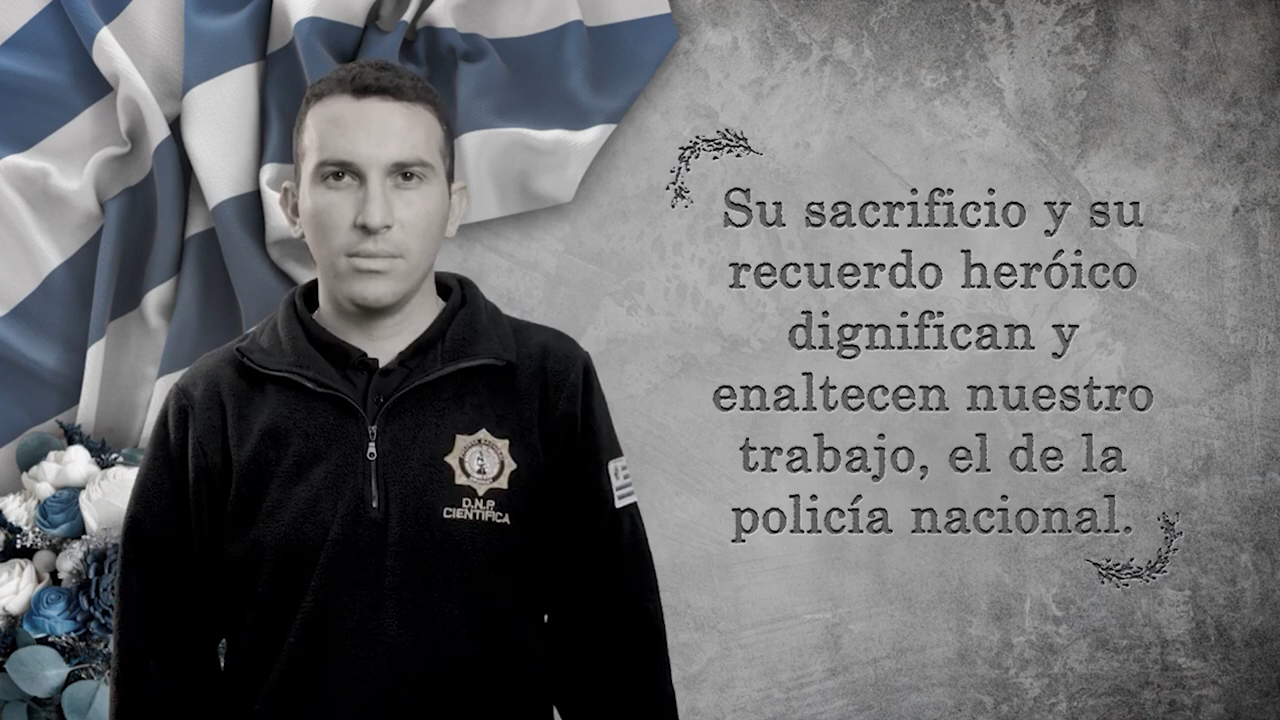 Su sacrificio y su
recuerdo heróico
dignifican y
enaltecen nuestro
trabajo, el de la
policía nacional.
D.N.P.
CIENTIFICA